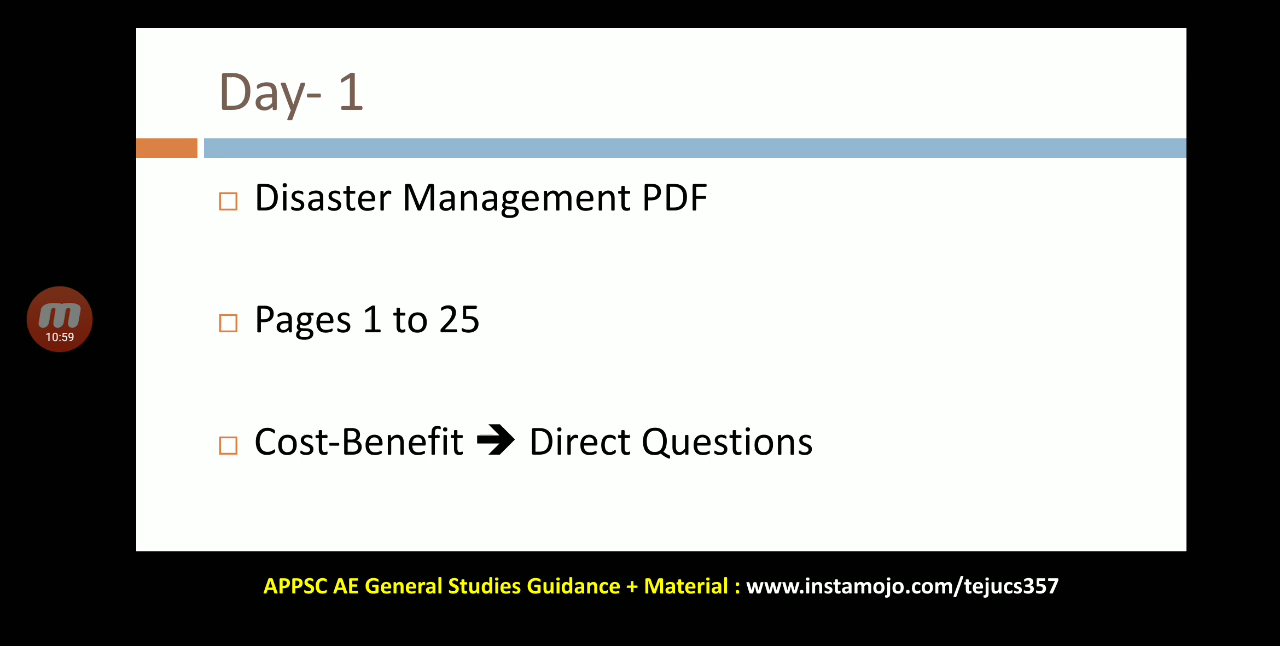 Day- 1
Disaster Management PDF
Pages 1 to 25
10:59
Cost-Benefit ➔ Direct Questions
APPSC AE General Studies Guidance + Material : www.instamojo.com/tejucs357